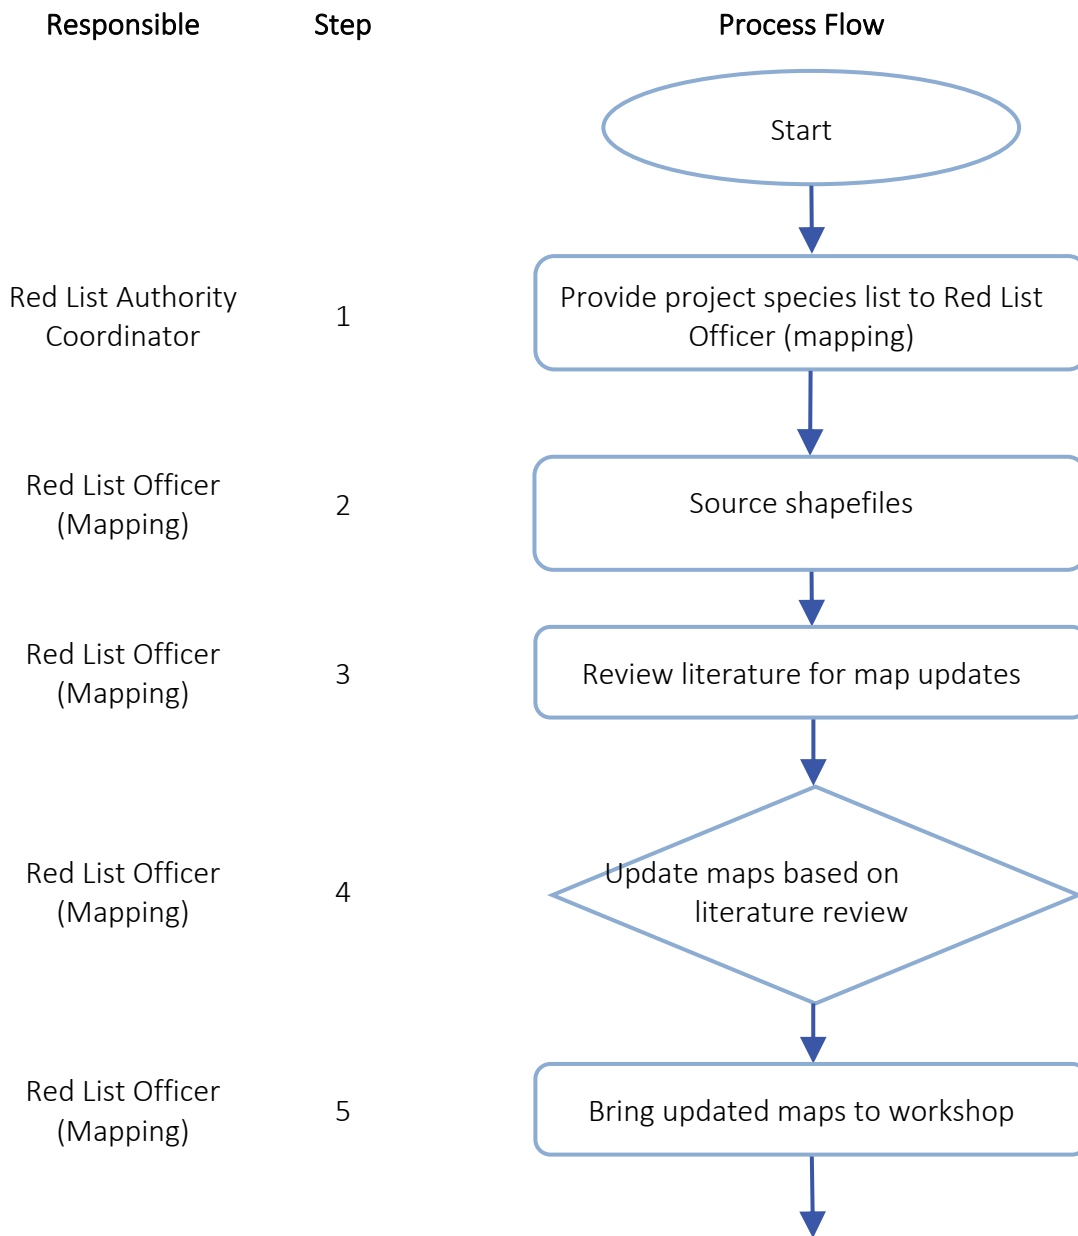 Responsible Step Process Flow
Start
Red List Authority
Coordinator
1
Provide project species list to Red List
Officer (mapping)
Red List Officer
(Mapping)
2
Source shapefiles
Red List Officer
(Mapping)
3
Review literature for map updates
Red List Officer
(Mapping)
4
Update maps based on
literature review
Red List Officer
(Mapping)
5
Bring updated maps to workshop